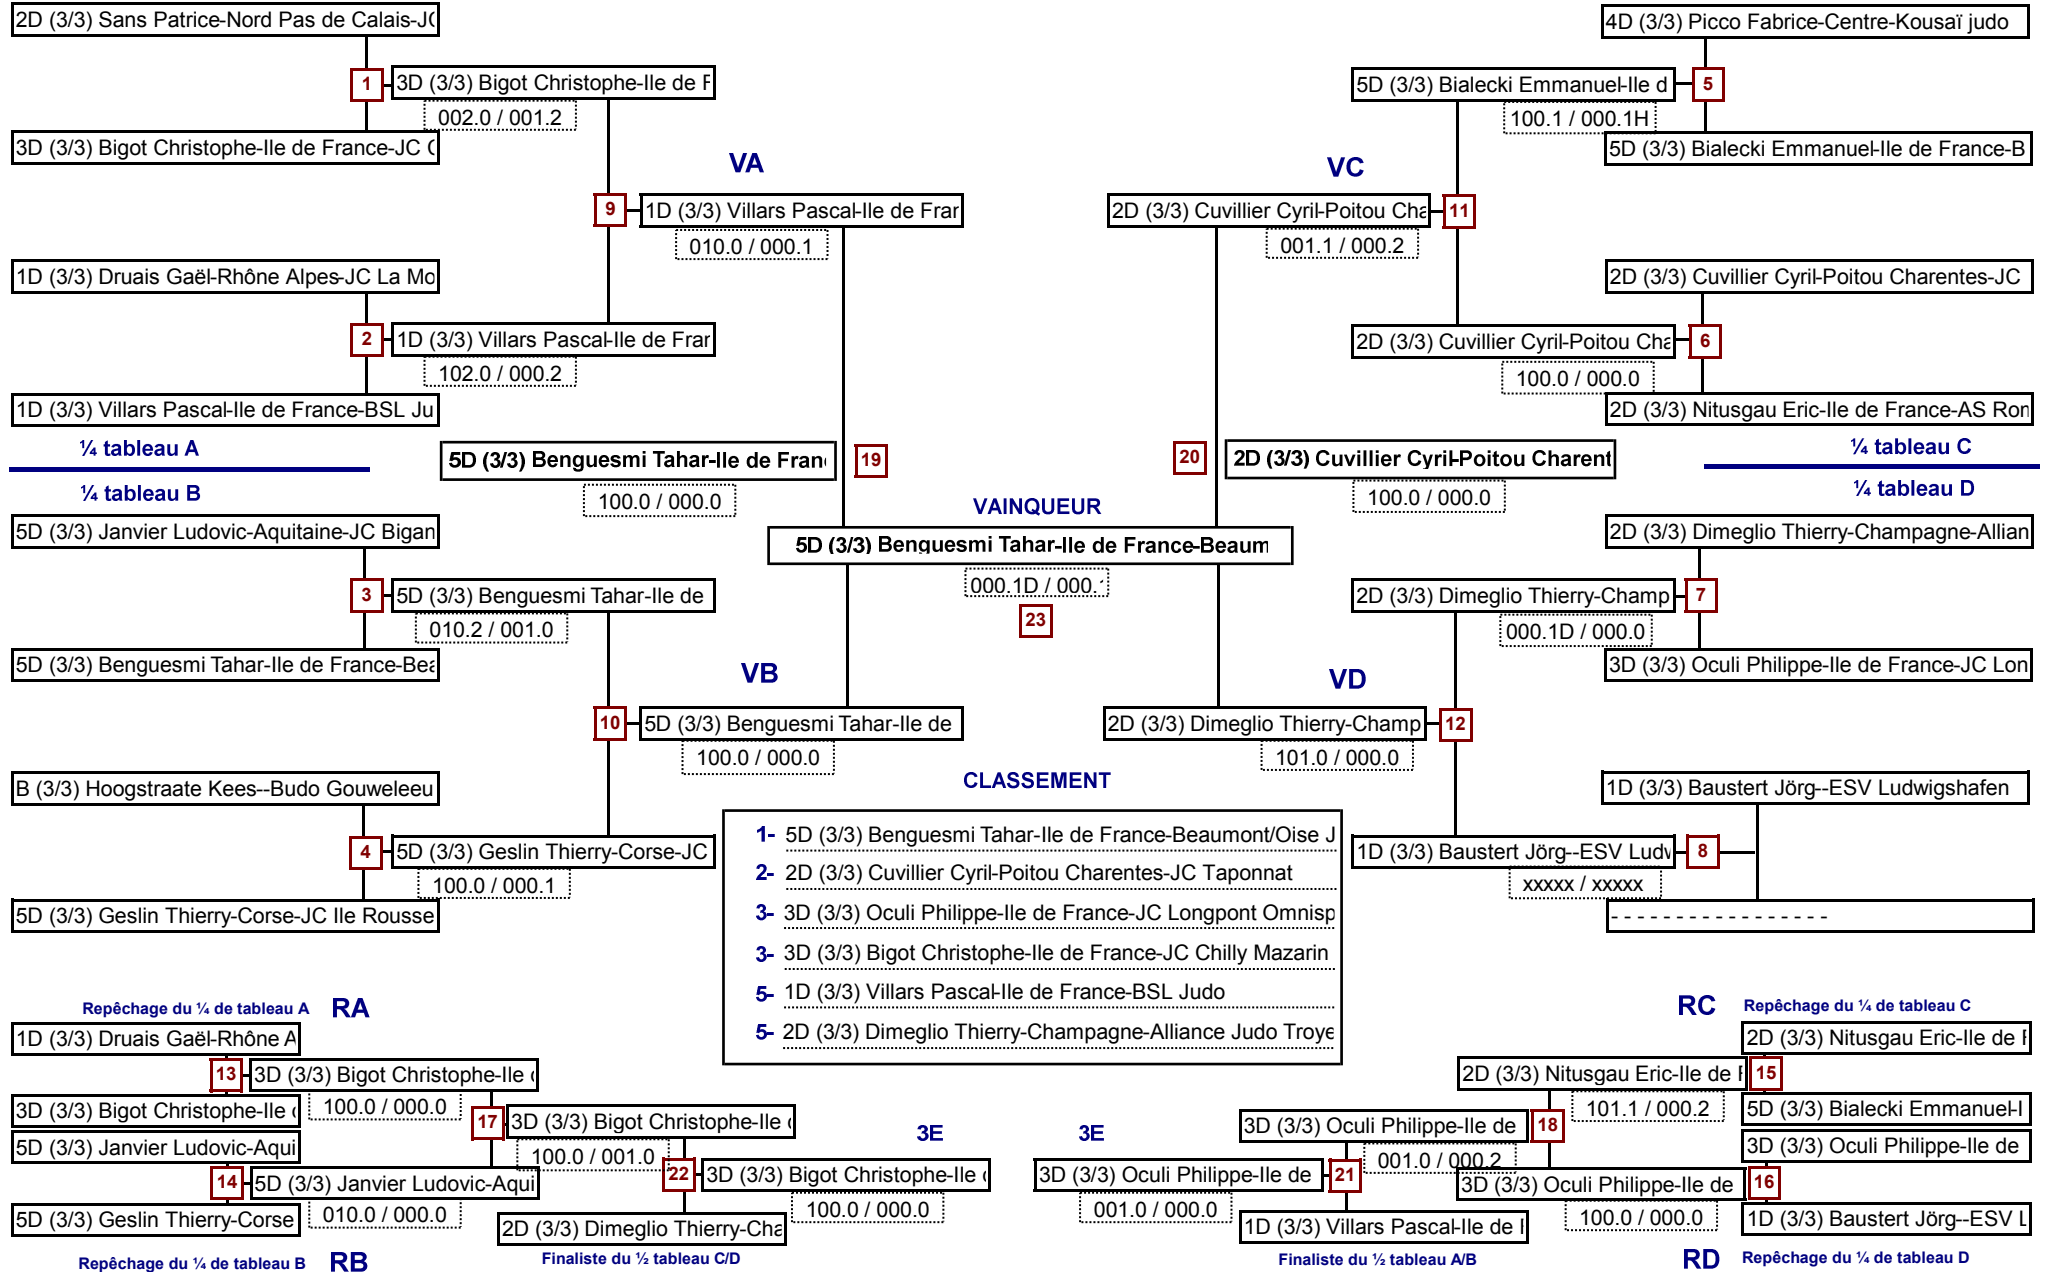 2D (3/3) Sans Patrice-Nord Pas de Calais-JC
1
3D (3/3) Bigot Christophe-Ile de F
002.0 / 001.2
3D (3/3) Bigot Christophe-Ile de France-JC C
VA
9
1D (3/3) Villars Pascal-Ile de Fran
010.0 / 000.1
1D (3/3) Druais Gaël-Rhône Alpes-JC La Mo
2
1D (3/3) Villars Pascal-Ile de Fran
102.0 / 000.2
1D (3/3) Villars Pascal-Ile de France-BSL Ju
¼ tableau A
¼ tableau B
5D (3/3) Benguesmi Tahar-Ile de Fran
19
100.0 / 000.0
5D (3/3) Janvier Ludovic-Aquitaine-JC Bigan
3
5D (3/3) Benguesmi Tahar-Ile de
010.2 / 001.0
5D (3/3) Benguesmi Tahar-Ile de France-Bea
VB
10
5D (3/3) Benguesmi Tahar-Ile de
100.0 / 000.0
B (3/3) Hoogstraate Kees--Budo Gouweleeu
4
5D (3/3) Geslin Thierry-Corse-JC
100.0 / 000.1
5D (3/3) Geslin Thierry-Corse-JC Ile Rousse
4D (3/3) Picco Fabrice-Centre-Kousaï judo
5D (3/3) Bialecki Emmanuel-Ile d
5
100.1 / 000.1H
5D (3/3) Bialecki Emmanuel-Ile de France-B
VC
2D (3/3) Cuvillier Cyril-Poitou Cha
11
001.1 / 000.2
2D (3/3) Cuvillier Cyril-Poitou Charentes-JC
2D (3/3) Cuvillier Cyril-Poitou Cha
6
100.0 / 000.0
2D (3/3) Nitusgau Eric-Ile de France-AS Ron
20
2D (3/3) Cuvillier Cyril-Poitou Charent
100.0 / 000.0
¼ tableau C
¼ tableau D
VAINQUEUR
5D (3/3) Benguesmi Tahar-Ile de France-Beaum
000.1D / 000.1
23
2D (3/3) Dimeglio Thierry-Champagne-Allian
2D (3/3) Dimeglio Thierry-Champ
7
000.1D / 000.0
3D (3/3) Oculi Philippe-Ile de France-JC Lon
VD
2D (3/3) Dimeglio Thierry-Champ
12
101.0 / 000.0
1D (3/3) Baustert Jörg--ESV Ludwigshafen
1D (3/3) Baustert Jörg--ESV Ludw
8
xxxxx / xxxxx
- - - - - - - - - - - - - - - - -
CLASSEMENT
1- 5D (3/3) Benguesmi Tahar-Ile de France-Beaumont/Oise J
2- 2D (3/3) Cuvillier Cyril-Poitou Charentes-JC Taponnat
3- 3D (3/3) Oculi Philippe-Ile de France-JC Longpont Omnisp
3- 3D (3/3) Bigot Christophe-Ile de France-JC Chilly Mazarin
5- 1D (3/3) Villars Pascal-Ile de France-BSL Judo
5- 2D (3/3) Dimeglio Thierry-Champagne-Alliance Judo Troye
Repêchage du ¼ de tableau A RA
1D (3/3) Druais Gaël-Rhône A
13
3D (3/3) Bigot Christophe-Ile d
100.0 / 000.0
3D (3/3) Bigot Christophe-Ile d
5D (3/3) Janvier Ludovic-Aqui
14
5D (3/3) Janvier Ludovic-Aqui
010.0 / 000.0
5D (3/3) Geslin Thierry-Corse
Repêchage du ¼ de tableau B RB
17
3D (3/3) Bigot Christophe-Ile d
100.0 / 001.0
22
3E
3D (3/3) Bigot Christophe-Ile d
100.0 / 000.0
2D (3/3) Dimeglio Thierry-Cha
Finaliste du ½ tableau C/D
RC Repêchage du ¼ de tableau C
2D (3/3) Nitusgau Eric-Ile de F
2D (3/3) Nitusgau Eric-Ile de F
15
101.1 / 000.2
5D (3/3) Bialecki Emmanuel-I
3D (3/3) Oculi Philippe-Ile de
3D (3/3) Oculi Philippe-Ile de
16
100.0 / 000.0
1D (3/3) Baustert Jörg--ESV L
RD Repêchage du ¼ de tableau D
3D (3/3) Oculi Philippe-Ile de
18
001.0 / 000.2
3E
3D (3/3) Oculi Philippe-Ile de
21
001.0 / 000.0
1D (3/3) Villars Pascal-Ile de F
Finaliste du ½ tableau A/B